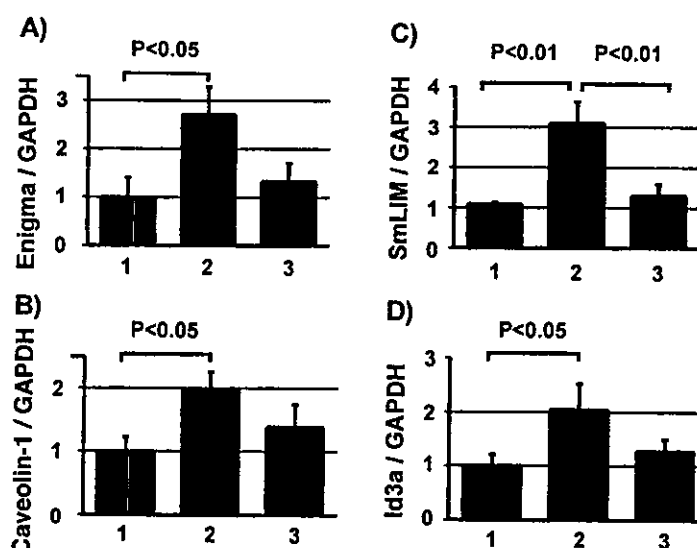 A)
P<0.05
Enigma / GAPDH
3
2
1
0
1 2 3
B)
P<0.05
Caveolin-1 / GAPDH
2
1
0
1 2 3
C)
P<0.01 P<0.01
SmLIM / GAPDH
4
3
2
1
0
1 2 3
D)
P<0.05
Id3a / GAPDH
3
2
1
0
1 2 3